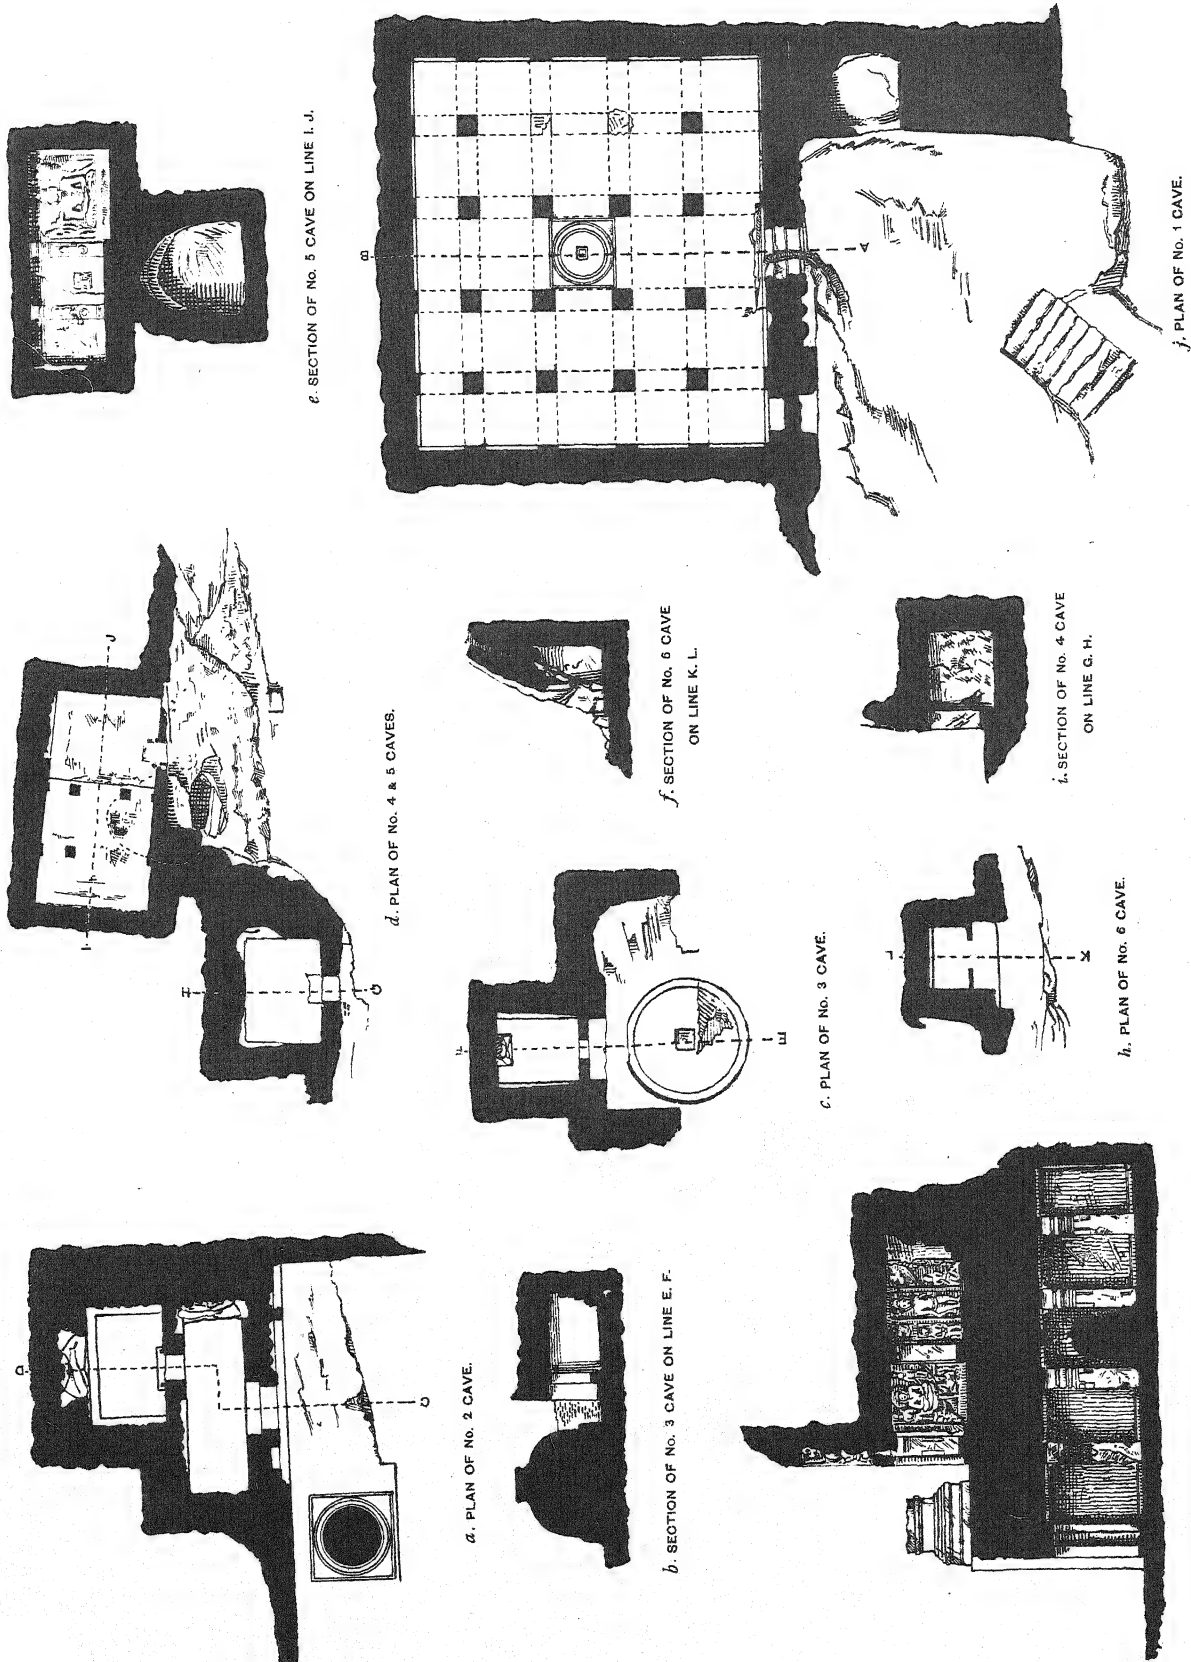 e. SECTION OF No. 5 CAVE ON LINE I. J.
B
A
j. PLAN OF No. 1 CAVE.
J
I
H
G
d. PLAN OF No. 4 & 5 CAVES.
f. SECTION OF No. 6 CAVE
ON LINE K. L.
i. SECTION OF No. 4 CAVE
ON LINE G. H.
F
E
c. PLAN OF No. 3 CAVE.
L
K
h. PLAN OF No. 6 CAVE.
D
C
a. PLAN OF No. 2 CAVE.
b. SECTION OF No. 3 CAVE ON LINE E. F.